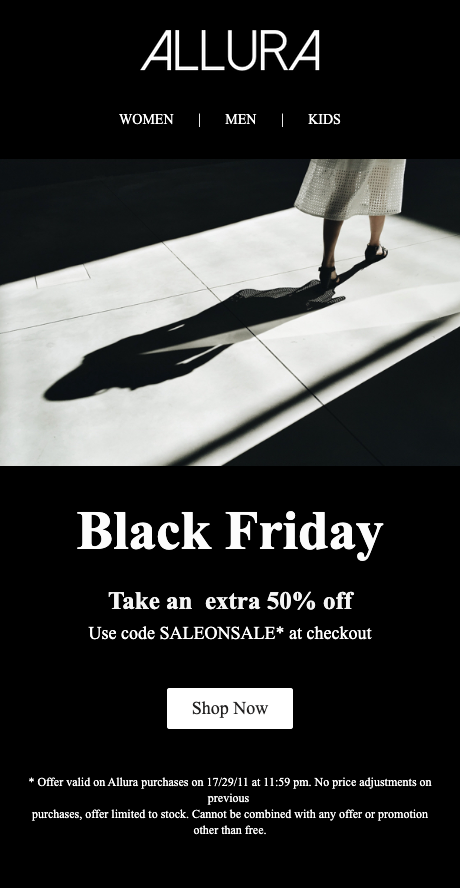 ALLURA
WOMEN | MEN | KIDS
Black Friday
Take an  extra 50% off
Use code SALEONSALE* at checkout
Shop Now
* Offer valid on Allura purchases on 17/29/11 at 11:59 pm. No price adjustments on
previous
purchases, offer limited to stock. Cannot be combined with any offer or promotion
other than free.